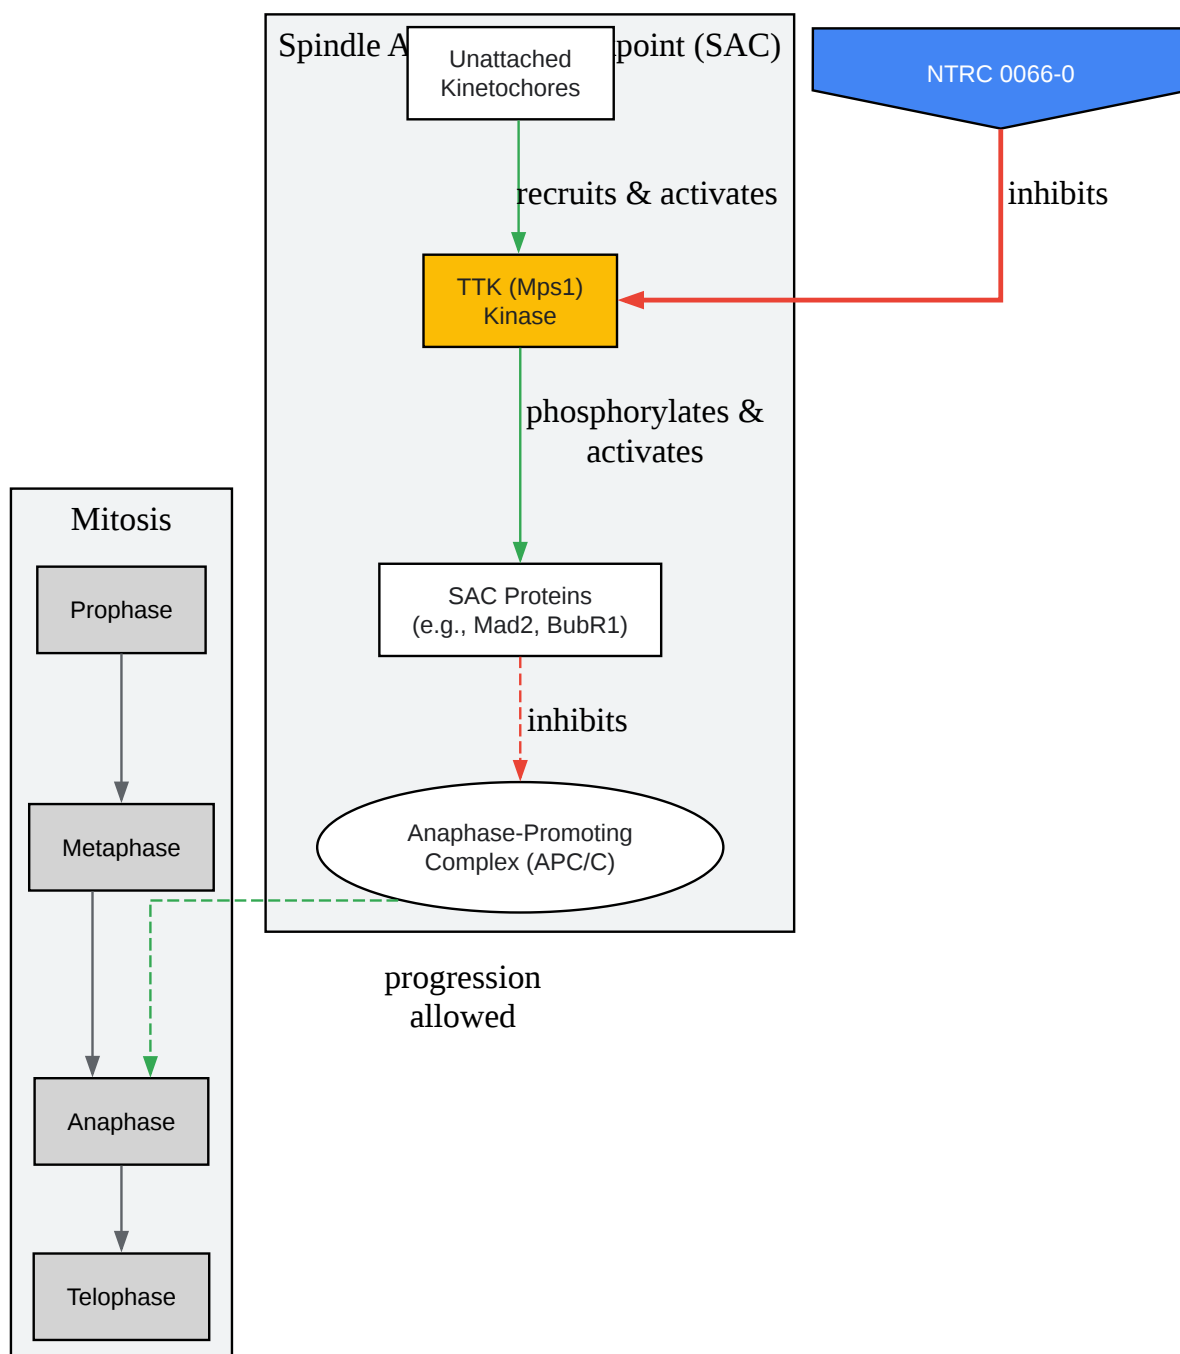 Spindle A
point (SAC)
Unattached
Kinetochores
NTRC 0066-0
recruits & activates
inhibits
TTK (Mps1)
Kinase
phosphorylates &
activates
Mitosis
Prophase
SAC Proteins
(e.g., Mad2, BubR1)
inhibits
Metaphase
Anaphase-Promoting
Complex (APC/C)
progression
allowed
Anaphase
Telophase